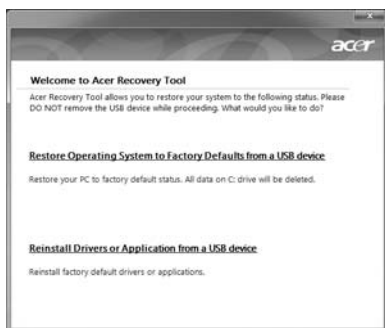 acer
Welcome to Acer Recovery Tool
Acer Recovery Tool allows you to restore your system to the following status. Please
DO NOT remove the USB device while proceeding. What would you like to do?
Restore Operating System to Factory Defaults from a USB device
Restore your PC to factory default status. All data on C: drive will be deleted.
Reinstall Drivers or Application from a USB device
Reinstall factory default drivers or applications.